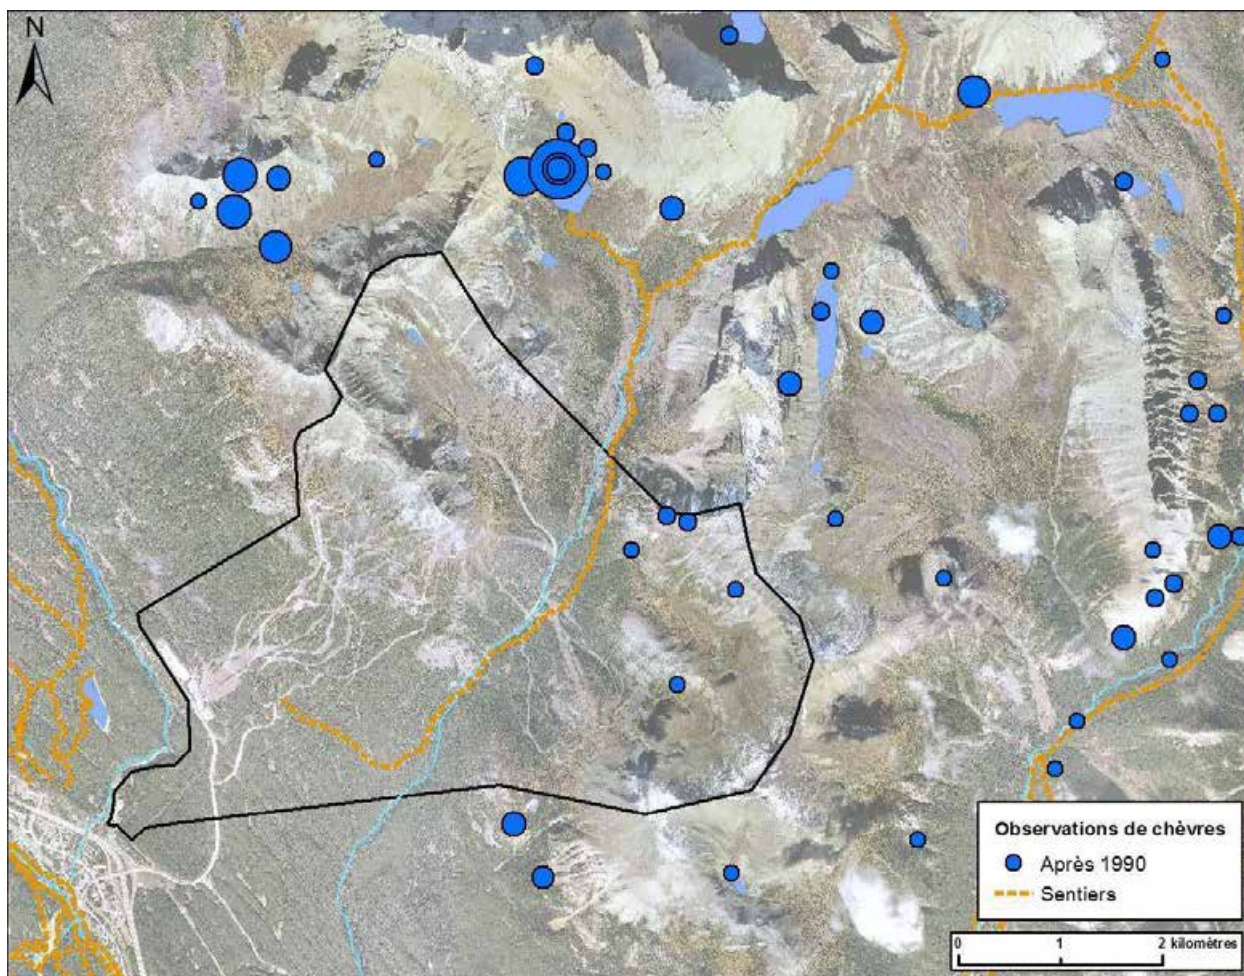 N
Observations de chèvres
Après 1990
Sentiers
0 1 2 kilomètres